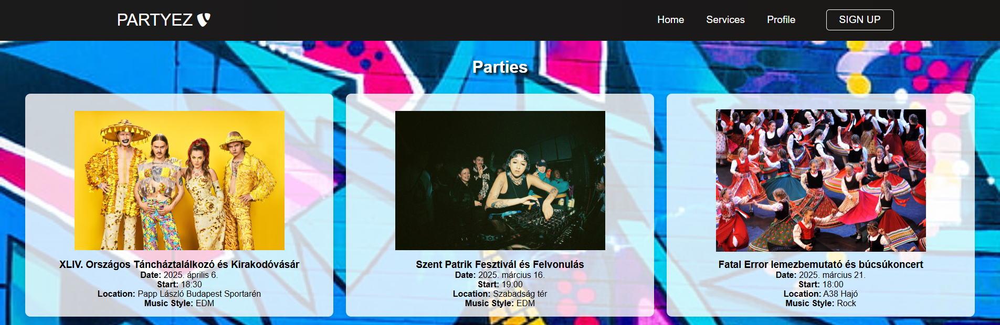 PARTYEZ
Home Services Profile SIGN UP
Parties
XLIV. Országos Táncháztalálkozó és Kirakodóvásár
Date: 2025. április 6.
Start: 18:30
Location: Papp László Budapest Sportarén
Music Style: EDM
Szent Patrik Fesztivál és Felvonulás
Date: 2025. március 16.
Start: 19:00
Location: Szabadság tér
Music Style: EDM
Fatal Error lemezbemutató és búcsúkoncert
Date: 2025. március 21.
Start: 18:00
Location: A38 Hajó
Music Style: Rock